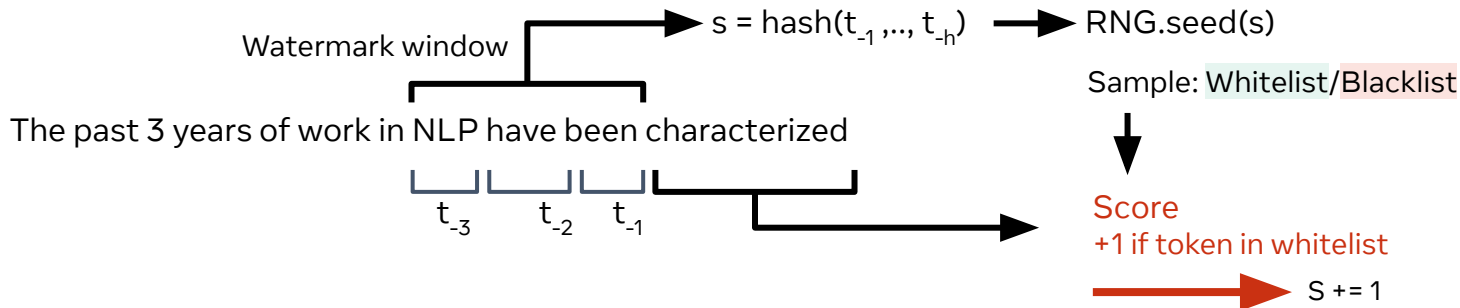 s = hash(t₋₁ ,.., t₋ₕ)
RNG.seed(s)
Watermark window
Sample: Whitelist/Blacklist
The past 3 years of work in NLP have been characterized
t₋₃
t₋₂
t₋₁
Score
+1 if token in whitelist
S += 1